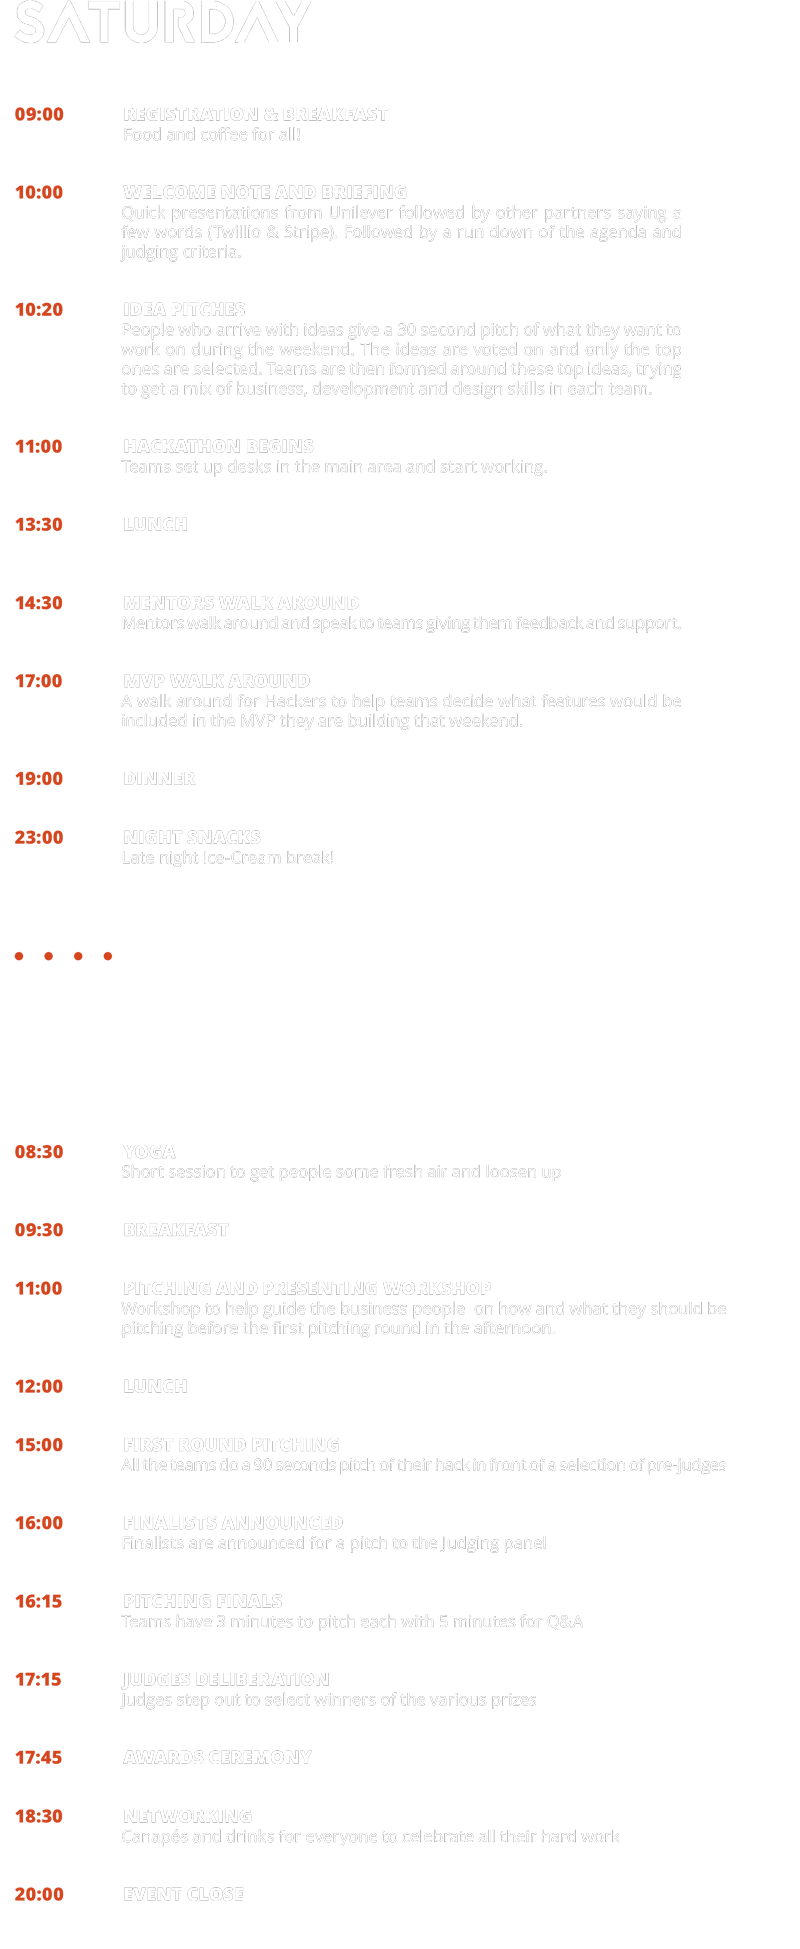 SATURDAY
09:00 REGISTRATION & BREAKFAST
Food and coffee for all!
10:00 WELCOME NOTE AND BRIEFING
Quick presentations from Unilever followed by other partners saying a
few words (Twillio & Stripe). Followed by a run down of the agenda and
judging criteria.
10:20 IDEA PITCHES
People who arrive with ideas give a 30 second pitch of what they want to
work on during the weekend. The ideas are voted on and only the top
ones are selected. Teams are then formed around these top ideas, trying
to get a mix of business, development and design skills in each team.
11:00 HACKATHON BEGINS
Teams set up desks in the main area and start working.
13:30 LUNCH
14:30 MENTORS WALK AROUND
Mentors walk around and speak to teams giving them feedback and support.
17:00 MVP WALK AROUND
A walk around for Hackers to help teams decide what features would be
included in the MVP they are building that weekend.
19:00 DINNER
23:00 NIGHT SNACKS
Late night Ice-Cream break!
08:30 YOGA
Short session to get people some fresh air and loosen up
09:30 BREAKFAST
11:00 PITCHING AND PRESENTING WORKSHOP
Workshop to help guide the business people on how and what they should be
pitching before the first pitching round in the afternoon.
12:00 LUNCH
15:00 FIRST ROUND PITCHING
All the teams do a 90 seconds pitch of their hack in front of a selection of pre-judges
16:00 FINALISTS ANNOUNCED
Finalists are announced for a pitch to the Judging panel
16:15 PITCHING FINALS
Teams have 3 minutes to pitch each with 5 minutes for Q&A
17:15 JUDGES DELIBERATION
Judges step out to select winners of the various prizes
17:45 AWARDS CEREMONY
18:30 NETWORKING
Canapés and drinks for everyone to celebrate all their hard work
20:00 EVENT CLOSE